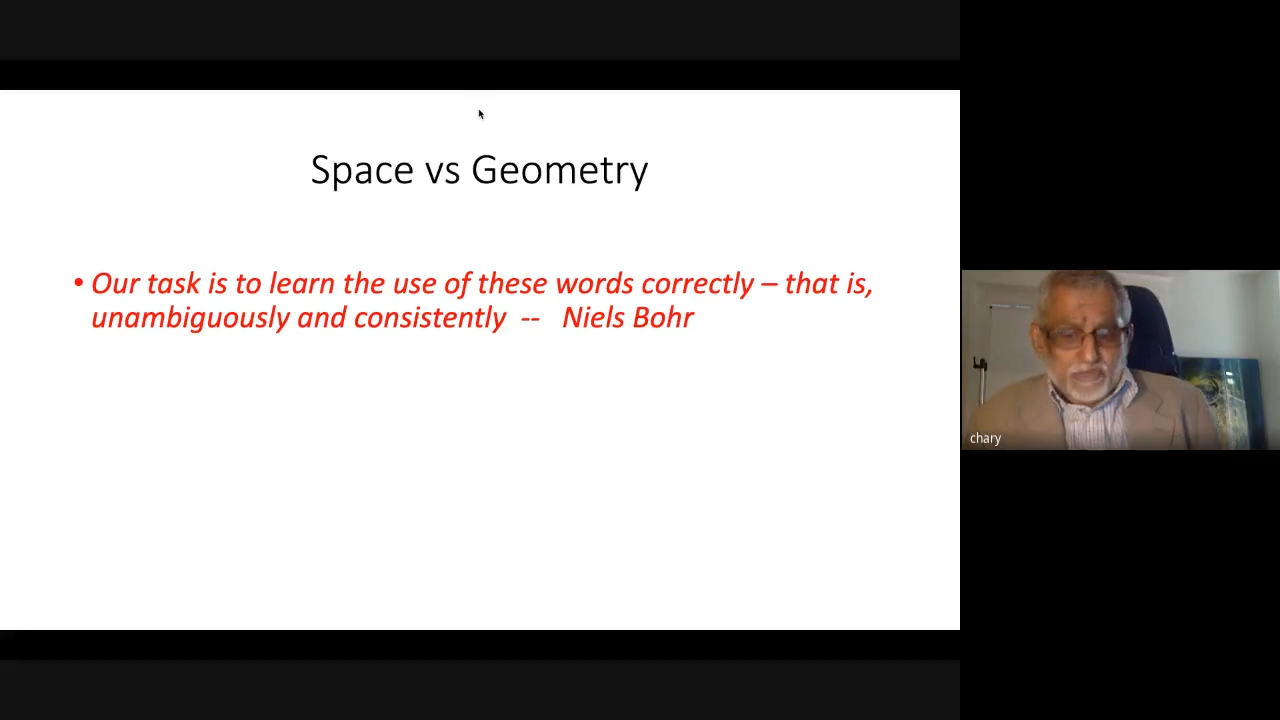 Space vs Geometry
• Our task is to learn the use of these words correctly – that is,
unambiguously and consistently -- Niels Bohr
chary